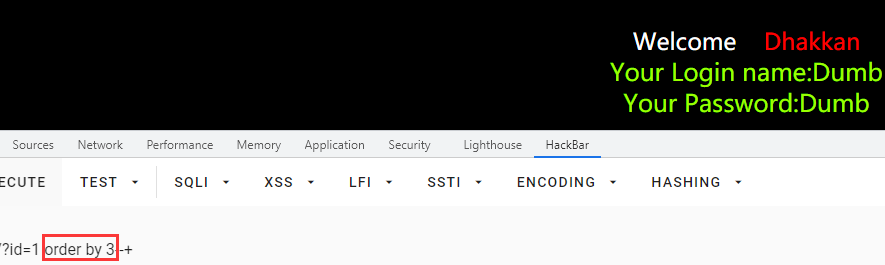 Welcome Dhakkan
Your Login name:Dumb
Your Password:Dumb
Sources Network Performance Memory Application Security Lighthouse HackBar
ECUTE TEST SQLI XSS LFI SSTI ENCODING HASHING
/?id=1 order by 3--+